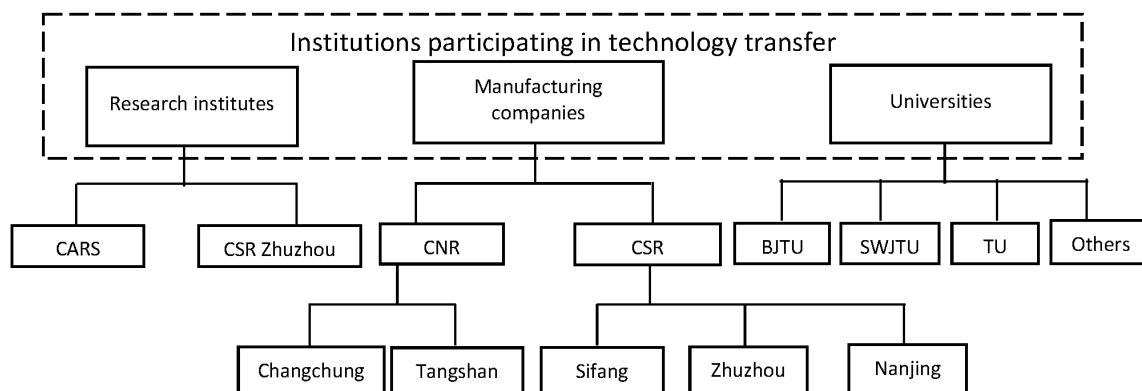 Institutions participating in technology transfer
Research institutes
Manufacturing
companies
Universities
CARS
CSR Zhuzhou
CNR
CSR
BJTU
SWJTU
TU
Others
Changchung
Tangshan
Sifang
Zhuzhou
Nanjing